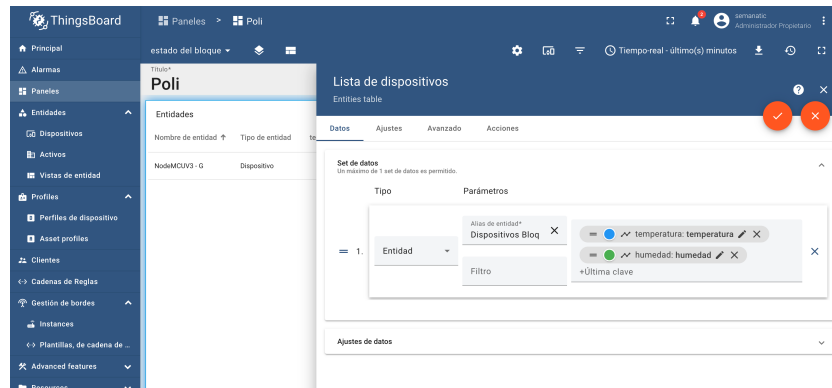 ThingsBoard
Paneles > Poli
semanatic
Administrador Propietario
Principal
Alarmas
Paneles
Entidades
Dispositivos
Activos
Vistas de entidad
Profiles
Perfiles de dispositivo
Asset profiles
Clientes
Cadenas de Reglas
Gestión de bordes
Instances
Plantillas, de cadena de ...
Advanced features
Resources
estado del bloque
Tiempo-real - último(s) minutos
Título*
Poli
Entidades
Nombre de entidad Tipo de entidad te
NodeMCUV3 - G Dispositivo
Lista de dispositivos
Entities table
Datos Ajustes Avanzado Acciones
Set de datos
Un máximo de 1 set de datos es permitido.
Tipo Parámetros
1. Entidad
Alias de entidad*
Dispositivos Bloq
Filtro
temperatura: temperatura
humedad: humedad
+Última clave
Ajustes de datos